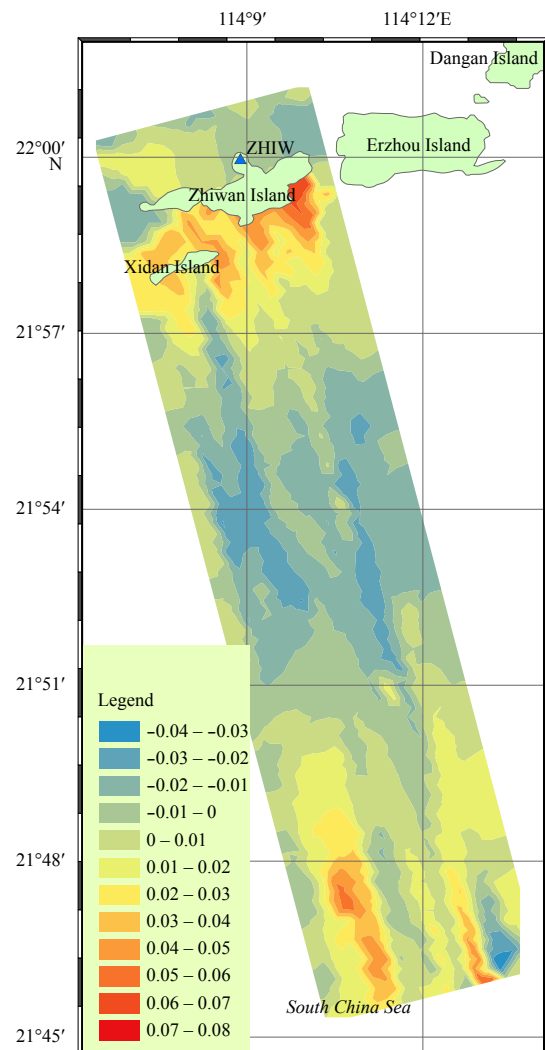 114°9′ 114°12′
Dangan Island
22°00′
N
ZHIW
Erzhou Island
Zhiwan Island
Xidan Island
21°57′
21°54′
21°51′
Legend
-0.04 – -0.03
-0.03 – -0.02
-0.02 – -0.01
-0.01 – 0
0 – 0.01
21°48′
0.01 – 0.02
0.02 – 0.03
0.03 – 0.04
0.04 – 0.05
0.05 – 0.06
0.06 – 0.07
0.07 – 0.08
South China Sea
21°45′